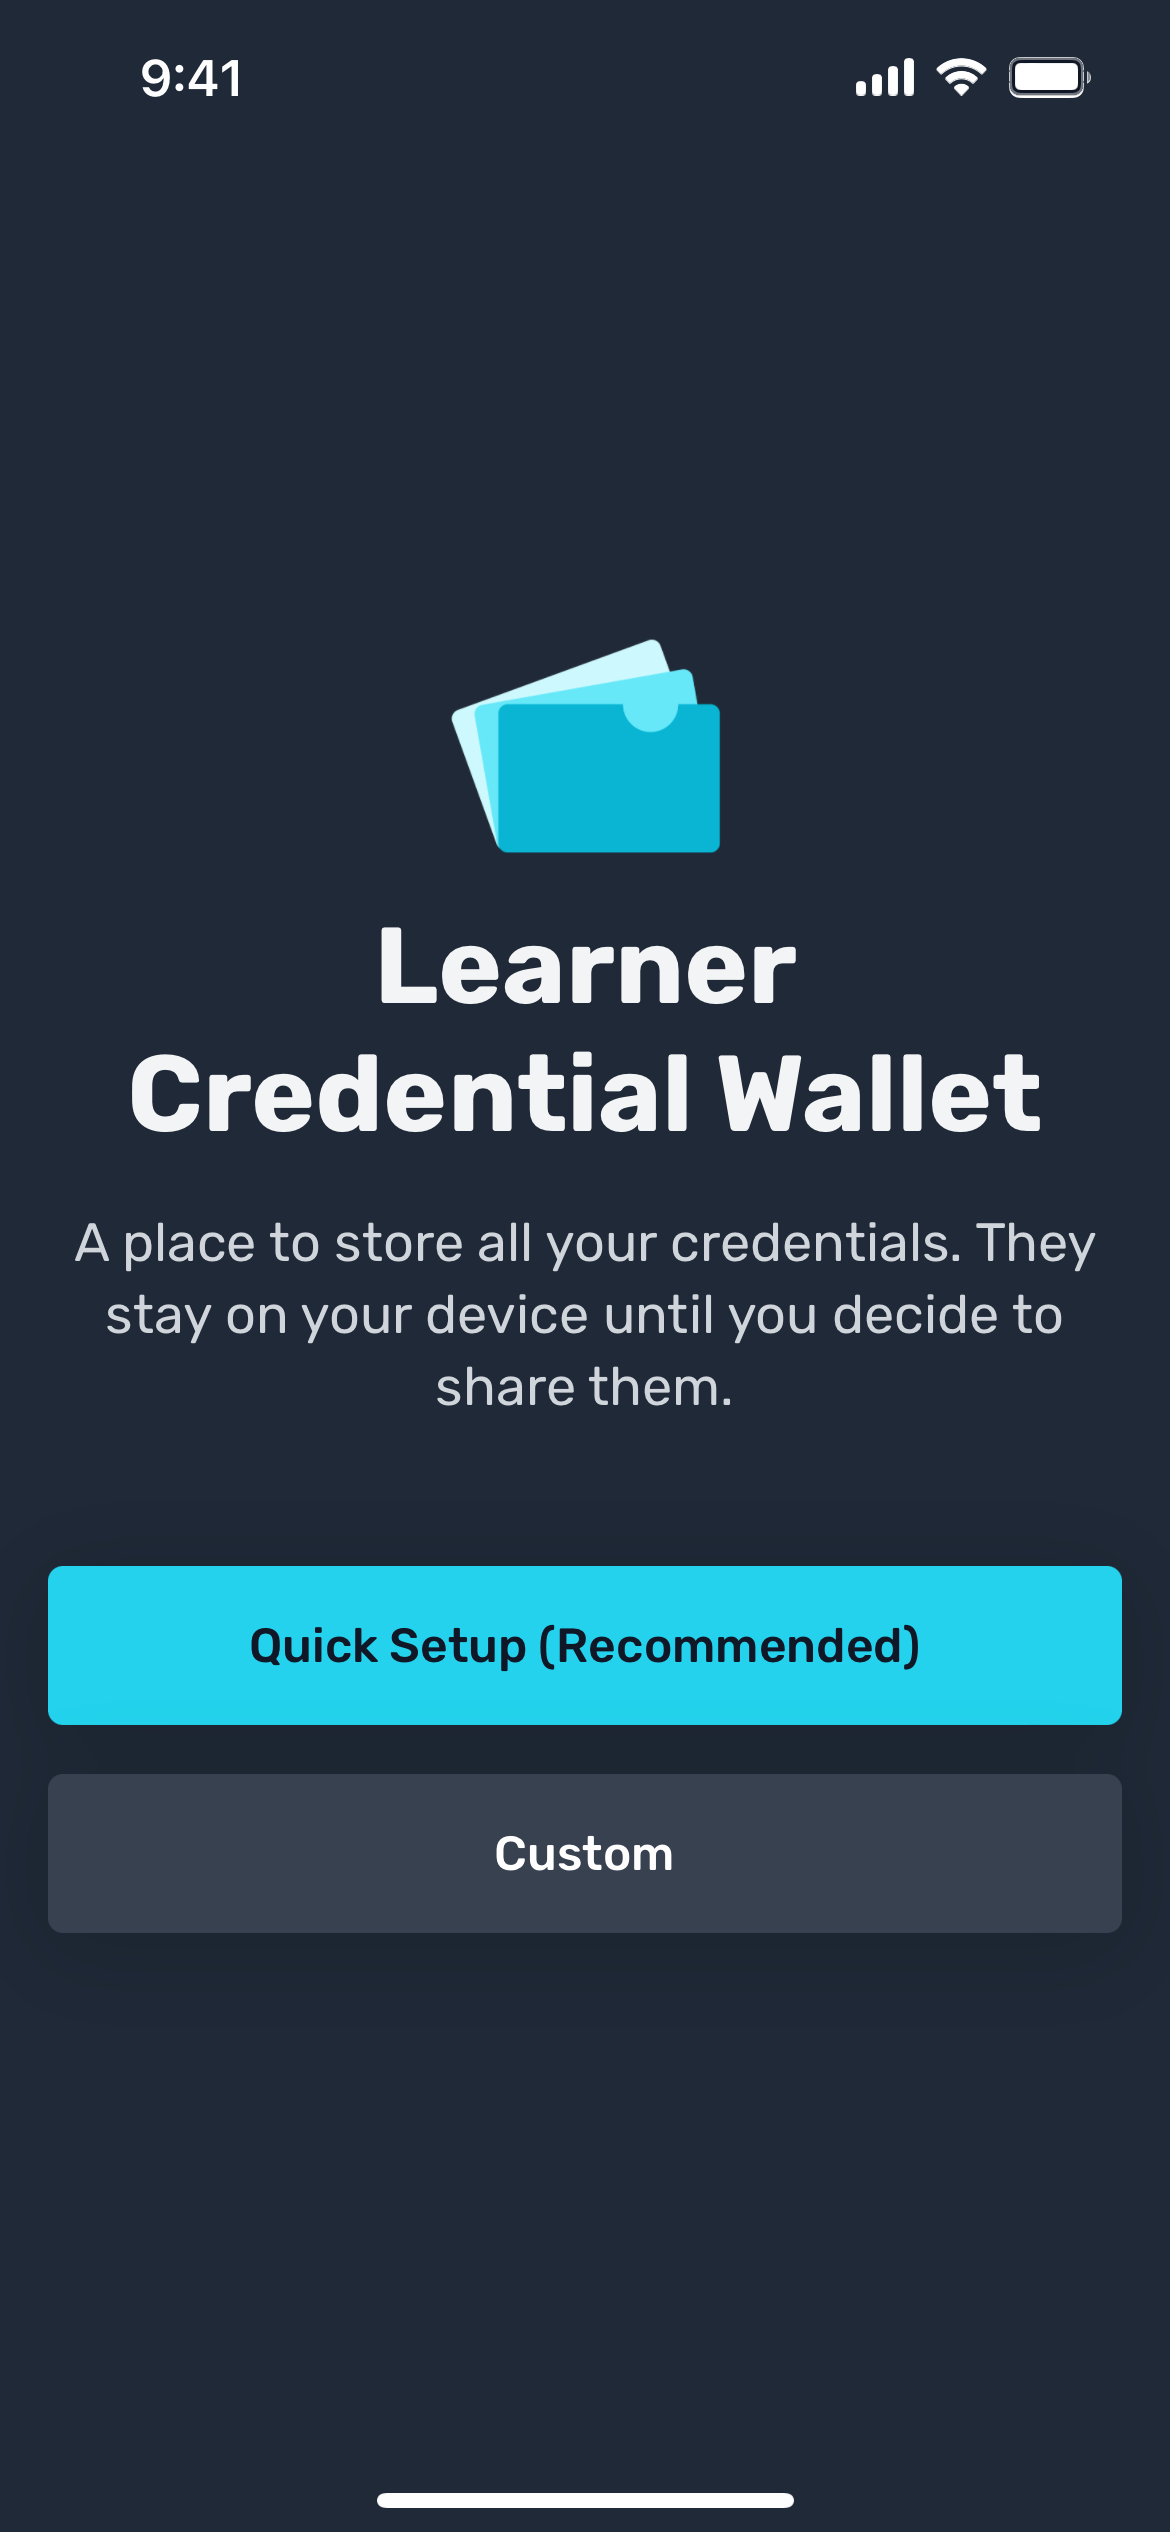 9:41
Learner
Credential Wallet
A place to store all your credentials. They
stay on your device until you decide to
share them.
Quick Setup (Recommended)
Custom